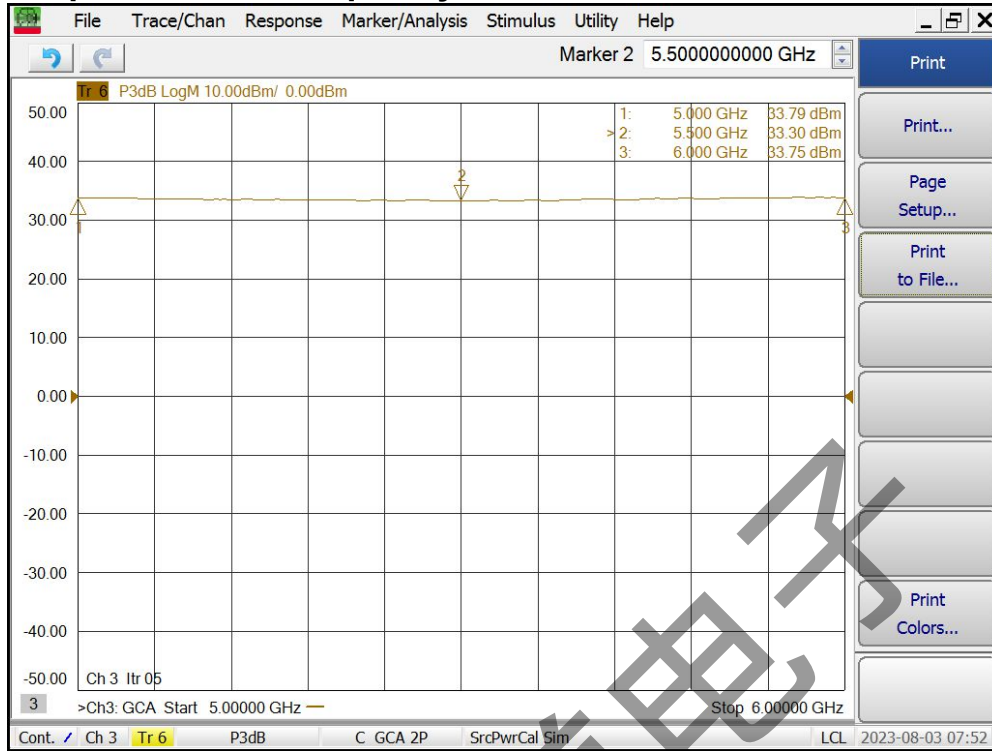 File Trace/Chan Response Marker/Analysis Stimulus Utility Help
Marker 2 5.5000000000 GHz
Print
Tr 6 P3dB LogM 10.00dBm/ 0.00dBm
1: 5.000 GHz 33.79 dBm
> 2: 5.500 GHz 33.30 dBm
3: 6.000 GHz 33.75 dBm
50.00
40.00
30.00
20.00
10.00
0.00
-10.00
-20.00
-30.00
-40.00
-50.00
2
1
3
Print...
Page
Setup...
Print
to File...
Print
Colors...
Ch 3 Itr 05
3 >Ch3: GCA Start 5.00000 GHz Stop 6.00000 GHz
Cont. Ch 3 Tr 6 P3dB C GCA 2P SrcPwrCal Sim LCL 2023-08-03 07:52
电子